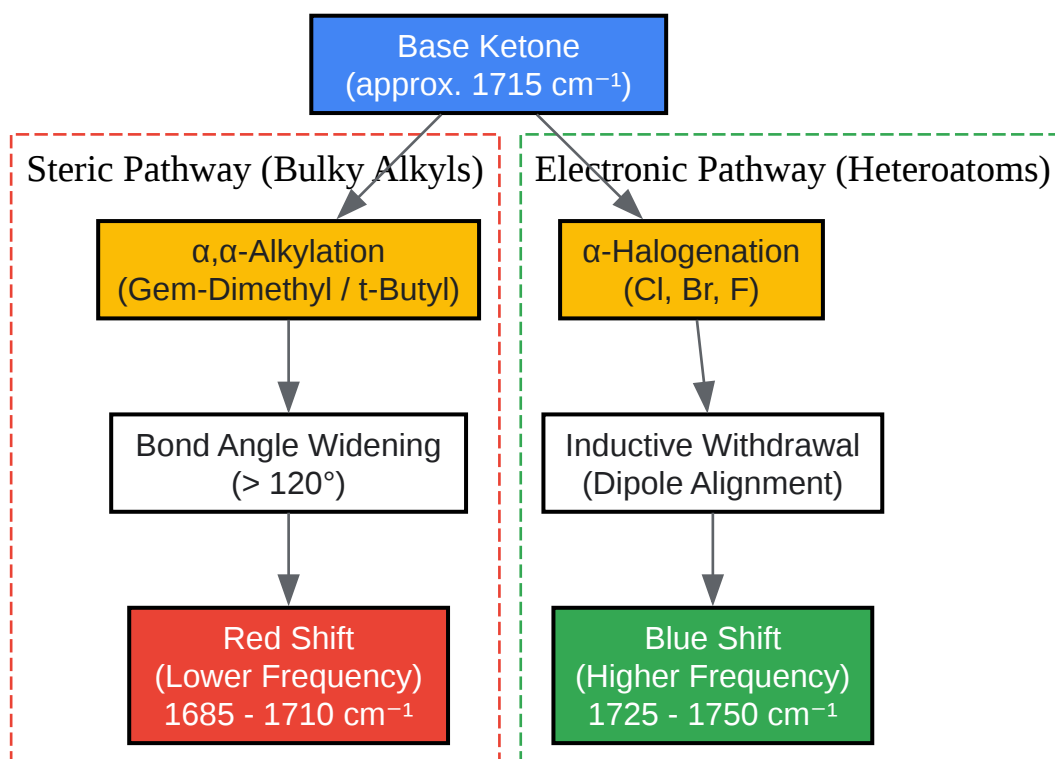 Base Ketone
(approx. 1715 cm⁻¹)
Steric Pathway (Bulky Alkyls)
Electronic Pathway (Heteroatoms)
α,α-Alkylation
(Gem-Dimethyl / t-Butyl)
α-Halogenation
(Cl, Br, F)
Bond Angle Widening
(> 120°)
Inductive Withdrawal
(Dipole Alignment)
Red Shift
(Lower Frequency)
1685 - 1710 cm⁻¹
Blue Shift
(Higher Frequency)
1725 - 1750 cm⁻¹